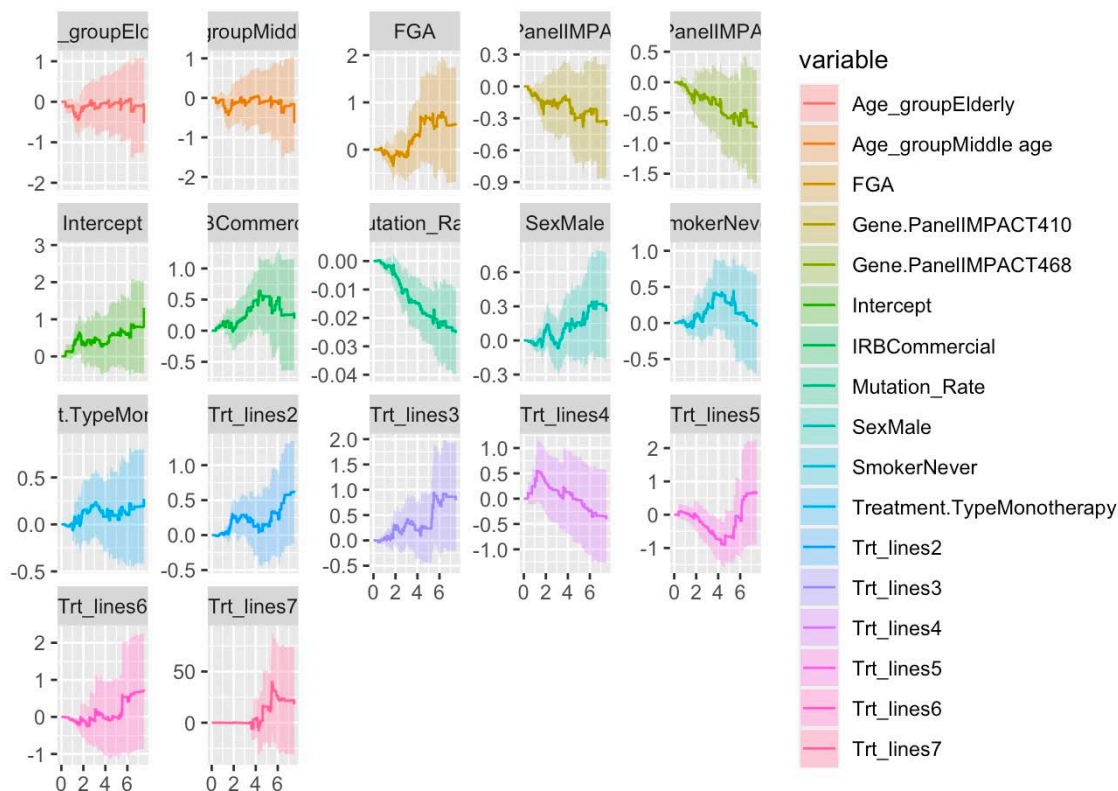 _groupEld groupMiddl FGA PanelIMPA PanelIMPA
1 0 -1 -2
1 0 -1 -2
2 1 0
0.3 0.0 -0.3 -0.6 -0.9
0.5 0.0 -0.5 -1.0 -1.5
Intercept BCommerc utation_Ra SexMale mokerNeve
3 2 1 0
1.5 1.0 0.5 0.0 -0.5
0.00 -0.01 -0.02 -0.03 -0.04
0.6 0.3 0.0 -0.3
1.0 0.5 0.0 -0.5
t.TypeMono Trt_lines2 Trt_lines3 Trt_lines4 Trt_lines5
0.5 0.0 -0.5
1.0 0.5 0.0 -0.5
2.0 1.5 1.0 0.5 0.0 -0.5
1.0 0.5 0.0 -0.5 -1.0
2 1 0 -1
0 2 4 6
0 2 4 6
0 2 4 6
Trt_lines6 Trt_lines7
2 1 0 -1
50 0
0 2 4 6
0 2 4 6
variable
Age_groupElderly
Age_groupMiddle age
FGA
Gene.PanelIMPACT410
Gene.PanelIMPACT468
Intercept
IRBCommercial
Mutation_Rate
SexMale
SmokerNever
Treatment.TypeMonotherapy
Trt_lines2
Trt_lines3
Trt_lines4
Trt_lines5
Trt_lines6
Trt_lines7